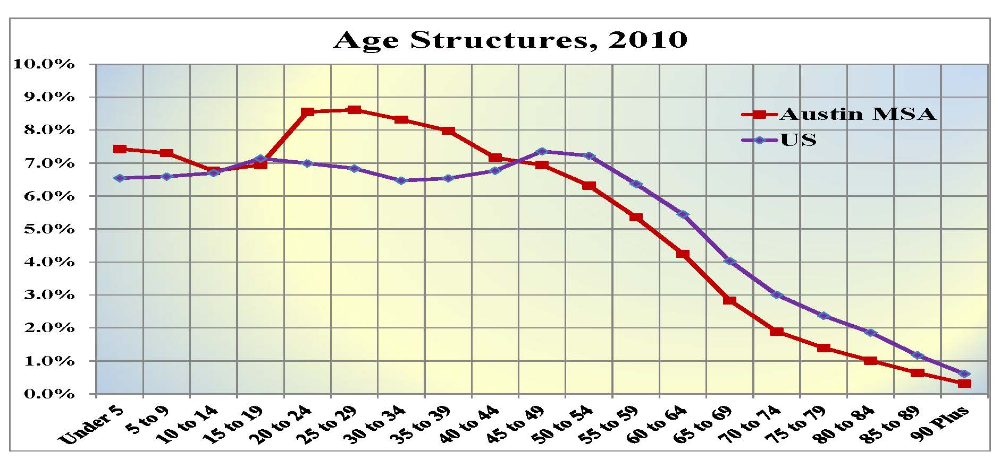 Age Structures, 2010
10.0%
9.0%
8.0%
7.0%
6.0%
5.0%
4.0%
3.0%
2.0%
1.0%
0.0%
Austin MSA
US
Under 5
5 to 9
10 to 14
15 to 19
20 to 24
25 to 29
30 to 34
35 to 39
40 to 44
45 to 49
50 to 54
55 to 59
60 to 64
65 to 69
70 to 74
75 to 79
80 to 84
85 to 89
90 Plus